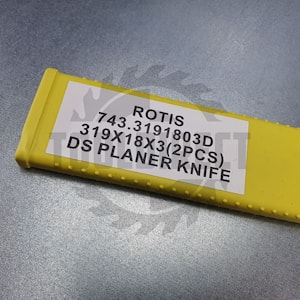 ROTIS
743.3191803D
319X18X3(2PCS)
DS PLANER KNIFE